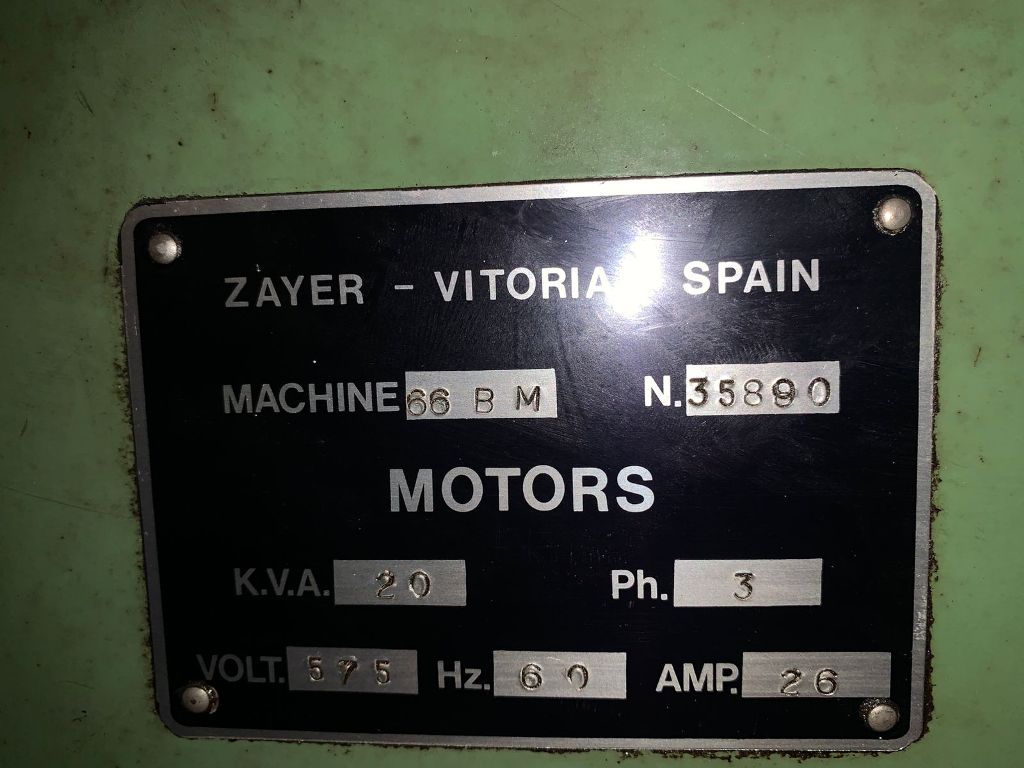 ZAYER - VITORIA - SPAIN
MACHINE 66 B M N. 35890
MOTORS
K.V.A. 20 Ph. 3
VOLT. 575 Hz. 60 AMP. 26